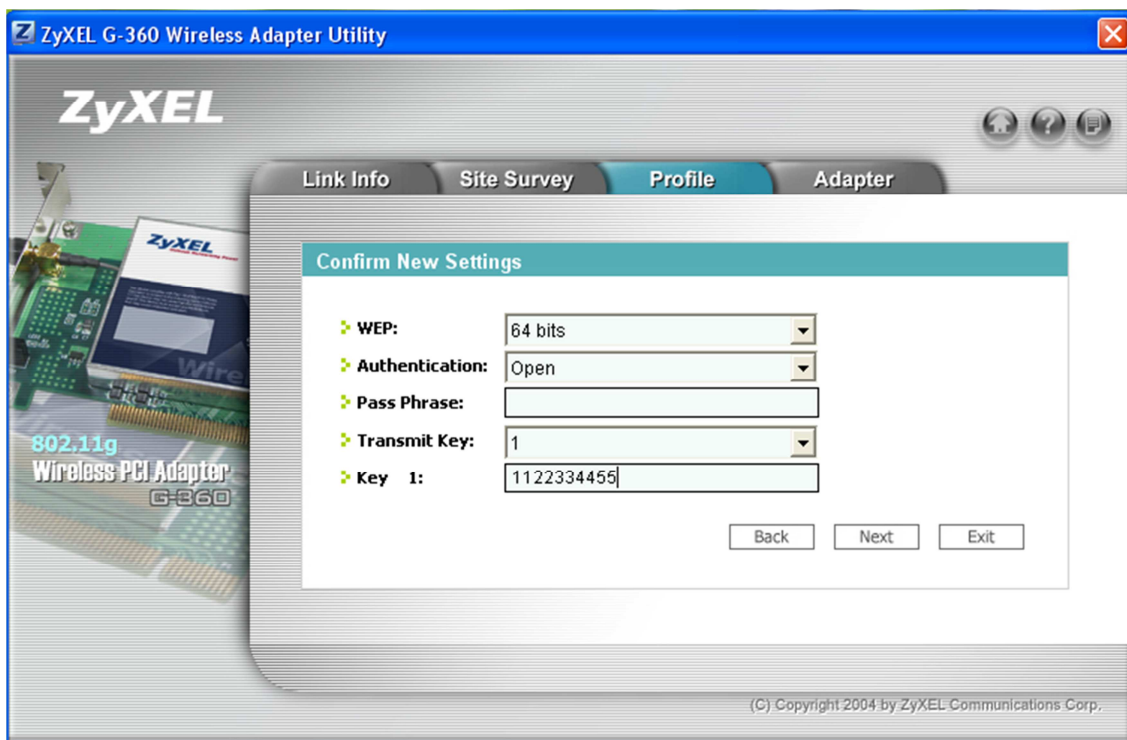 ZyXEL G-360 Wireless Adapter Utility
ZyXEL
Link Info Site Survey Profile Adapter
ZyXEL
Confirm New Settings
WEP: 64 bits
Authentication: Open
Pass Phrase:
Transmit Key: 1
Key 1: 1122334455
Wire
802.11g
Wireless PCI Adapter
G-360
Back Next Exit
(C) Copyright 2004 by ZyXEL Communications Corp.